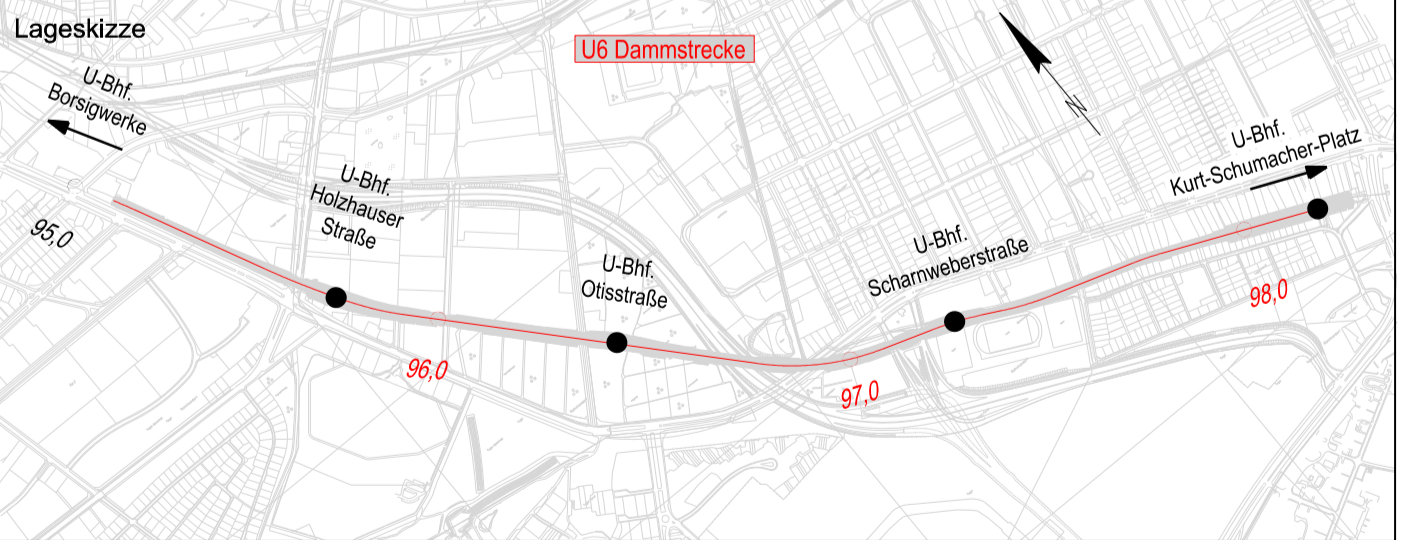 Lageskizze
U6 Dammstrecke
U-Bhf.
Borsigwerke
N
U-Bhf.
Kurt-Schumacher-Platz
U-Bhf.
Holzhauser
Straße
95,0
U-Bhf.
Scharnweberstraße
U-Bhf.
Otisstraße
98,0
96,0
97,0